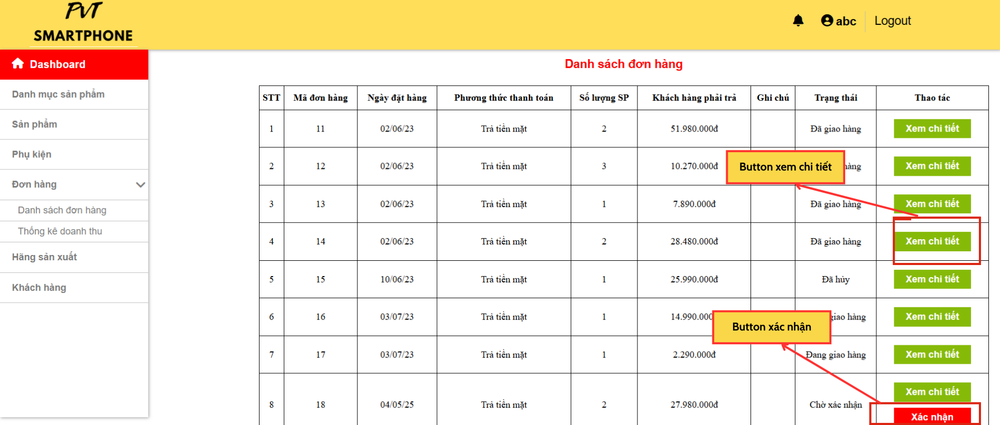 PVT
SMARTPHONE
abc Logout
Dashboard
Danh mục sản phẩm
Sản phẩm
Phụ kiện
Đơn hàng
Danh sách đơn hàng
Thống kê doanh thu
Hãng sản xuất
Khách hàng
Danh sách đơn hàng
STT Mã đơn hàng Ngày đặt hàng Phương thức thanh toán Số lượng SP Khách hàng phải trả Ghi chú Trạng thái Thao tác
1 11 02/06/23 Trả tiền mặt 2 51.980.000đ Đã giao hàng Xem chi tiết
2 12 02/06/23 Trả tiền mặt 3 10.270.000đ hàng Xem chi tiết
Button xem chi tiết
3 13 02/06/23 Trả tiền mặt 1 7.890.000đ Đã giao hàng Xem chi tiết
4 14 02/06/23 Trả tiền mặt 2 28.480.000đ Đã giao hàng Xem chi tiết
5 15 10/06/23 Trả tiền mặt 1 25.990.000đ Đã hủy Xem chi tiết
6 16 03/07/23 Trả tiền mặt 1 14.990.000 giao hàng Xem chi tiết
Button xác nhận
7 17 03/07/23 Trả tiền mặt 1 2.290.000đ Đang giao hàng Xem chi tiết
8 18 04/05/25 Trả tiền mặt 2 27.980.000đ Chờ xác nhận Xem chi tiết
Xác nhận